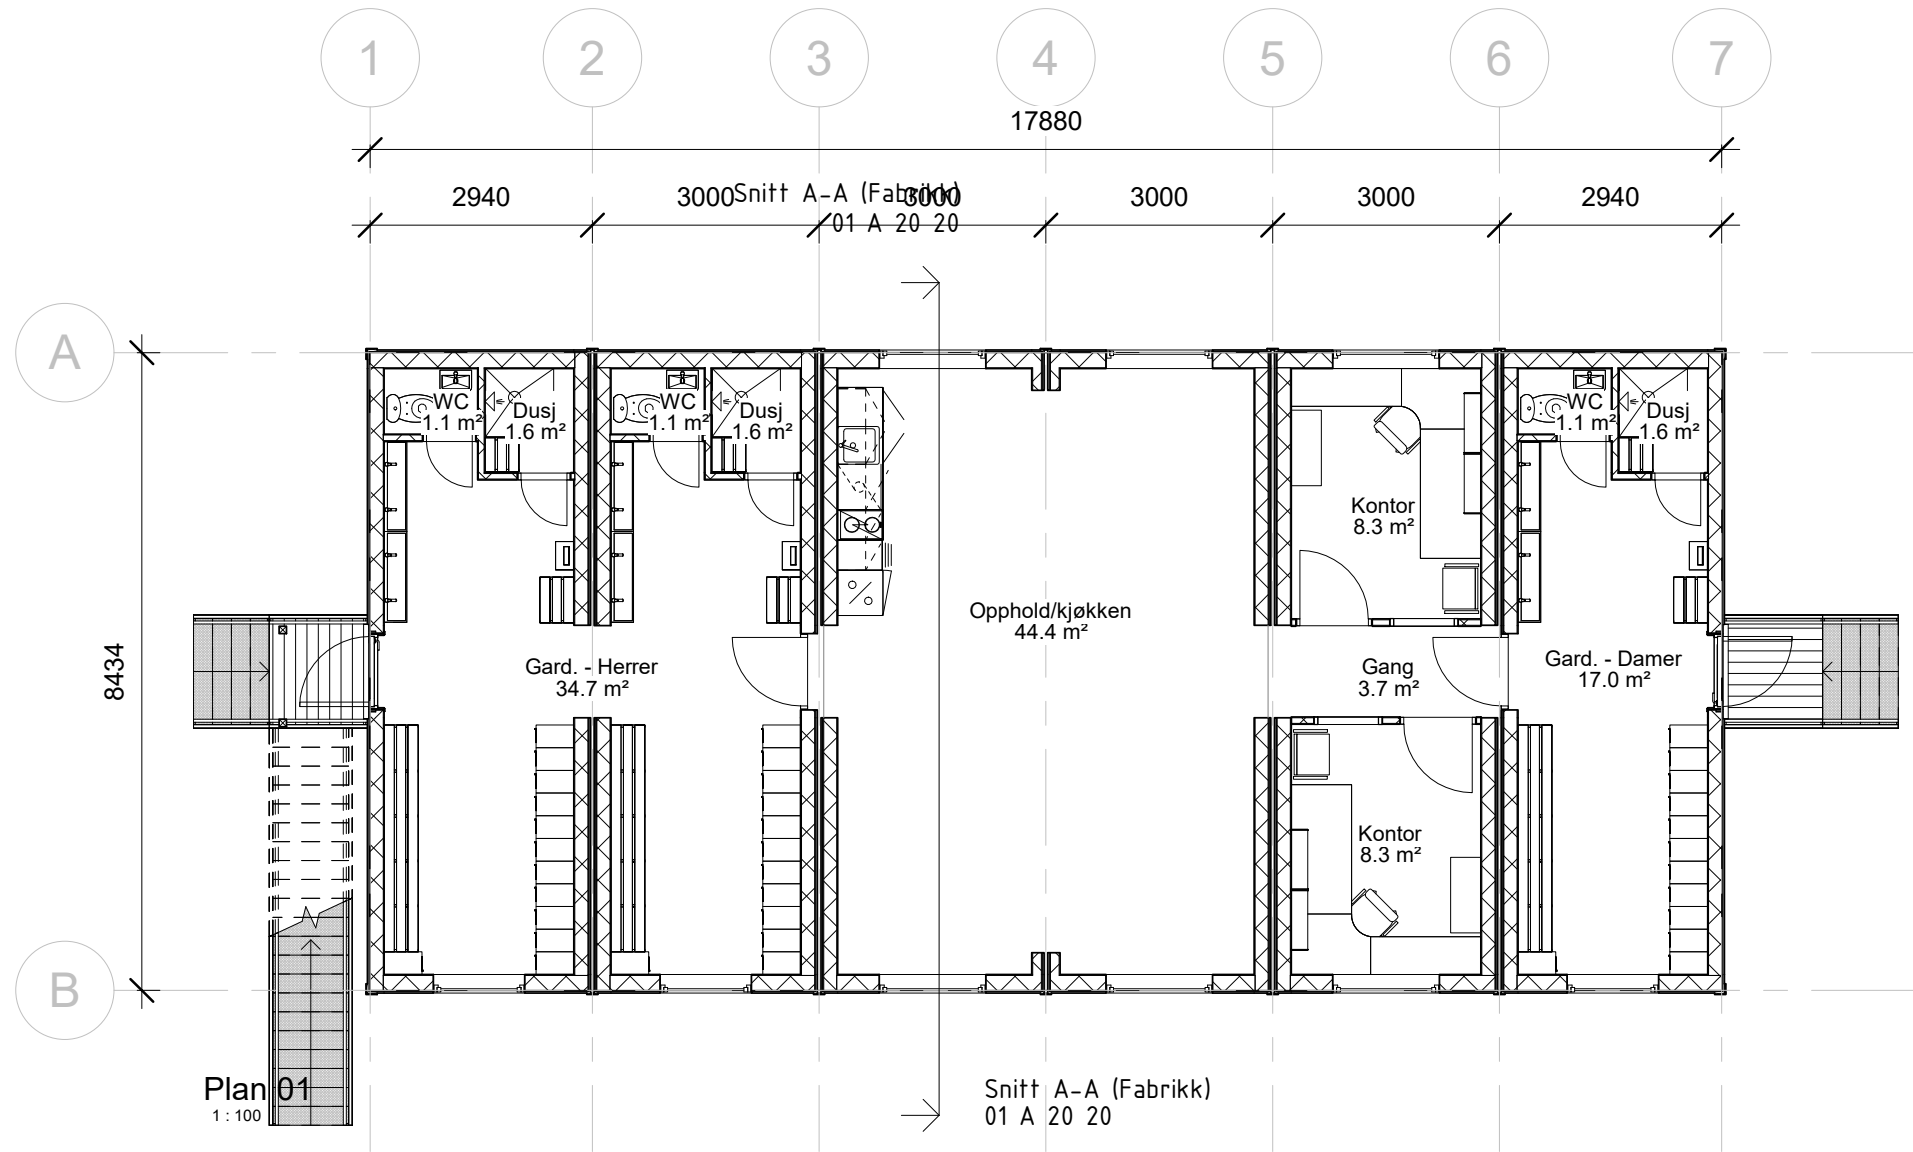 1 2 3 4 5 6 7
17880
2940 3000 3000 3000 3000 2940
Snitt A-A (Fabrikk)
01 A 20 20
A
WC
1.1 m²
Dusj
1.6 m²
WC
1.1 m²
Dusj
1.6 m²
WC
1.1 m²
Dusj
1.6 m²
Kontor
8.3 m²
Opphold/kjøkken
44.4 m²
8434
Gard. - Herrer
34.7 m²
Gang
3.7 m²
Gard. - Damer
17.0 m²
Kontor
8.3 m²
B
Plan 01
1 : 100
Snitt A-A (Fabrikk)
01 A 20 20